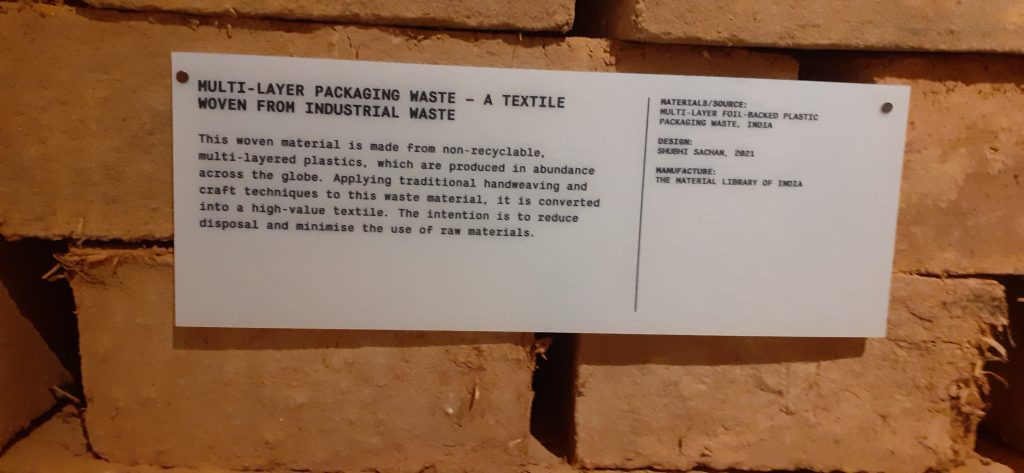 MULTI-LAYER PACKAGING WASTE – A TEXTILE
WOVEN FROM INDUSTRIAL WASTE
This woven material is made from non-recyclable,
multi-layered plastics, which are produced in abundance
across the globe. Applying traditional handweaving and
craft techniques to this waste material, it is converted
into a high-value textile. The intention is to reduce
disposal and minimise the use of raw materials.
MATERIALS/SOURCE:
MULTI-LAYER FOIL-BACKED PLASTIC
PACKAGING WASTE, INDIA
DESIGN:
SHUBHI SACHAN, 2021
MANUFACTURE:
THE MATERIAL LIBRARY OF INDIA